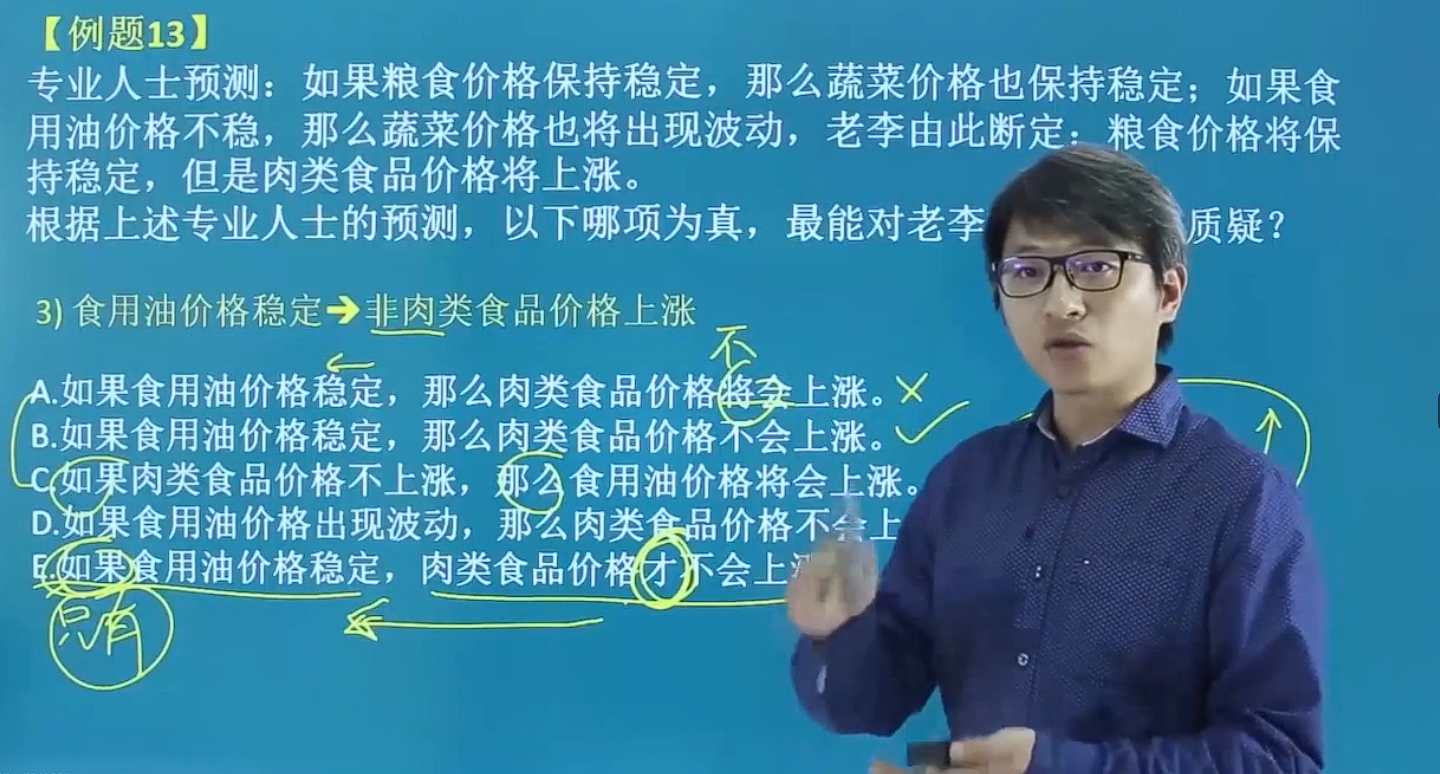 【例题13】
专业人士预测：如果粮食价格保持稳定，那么蔬菜价格也保持稳定；如果食
用油价格不稳，那么蔬菜价格也将出现波动，老李由此断定：粮食价格将保
持稳定，但是肉类食品价格将上涨。
根据上述专业人士的预测，以下哪项为真，最能对老李 质疑？
3) 食用油价格稳定➔非肉类食品价格上涨
不
A.如果食用油价格稳定，那么肉类食品价格将会上涨。
B.如果食用油价格稳定，那么肉类食品价格不会上涨。
C.如果肉类食品价格不上涨，那么食用油价格将会上涨。
D.如果食用油价格出现波动，那么肉类食品价格不会上
E.如果食用油价格稳定，肉类食品价格才不会上
只有